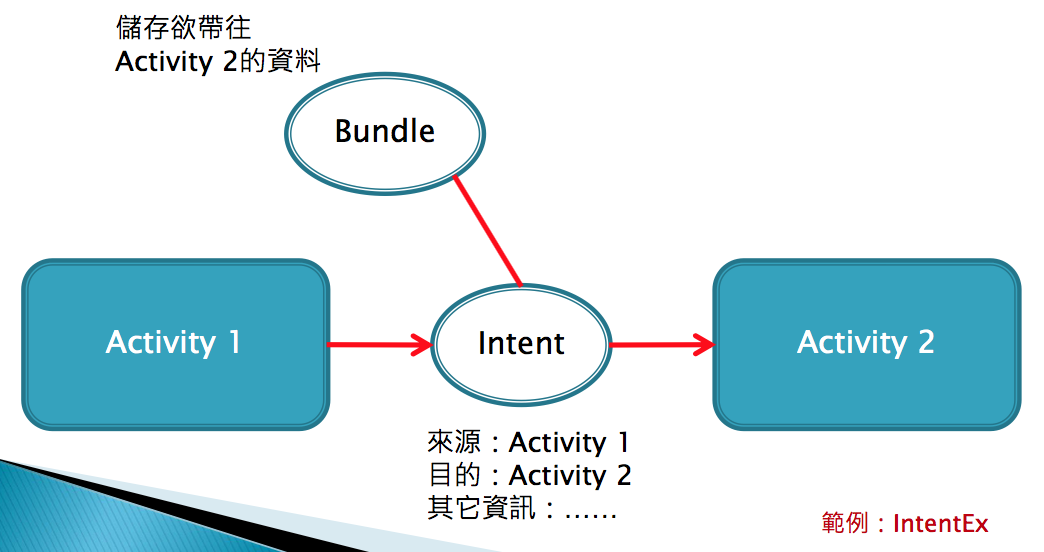 儲存欲帶往
Activity 2的資料
Bundle
Activity 1
Intent
Activity 2
來源：Activity 1
目的：Activity 2
其它資訊：……
範例：IntentEx